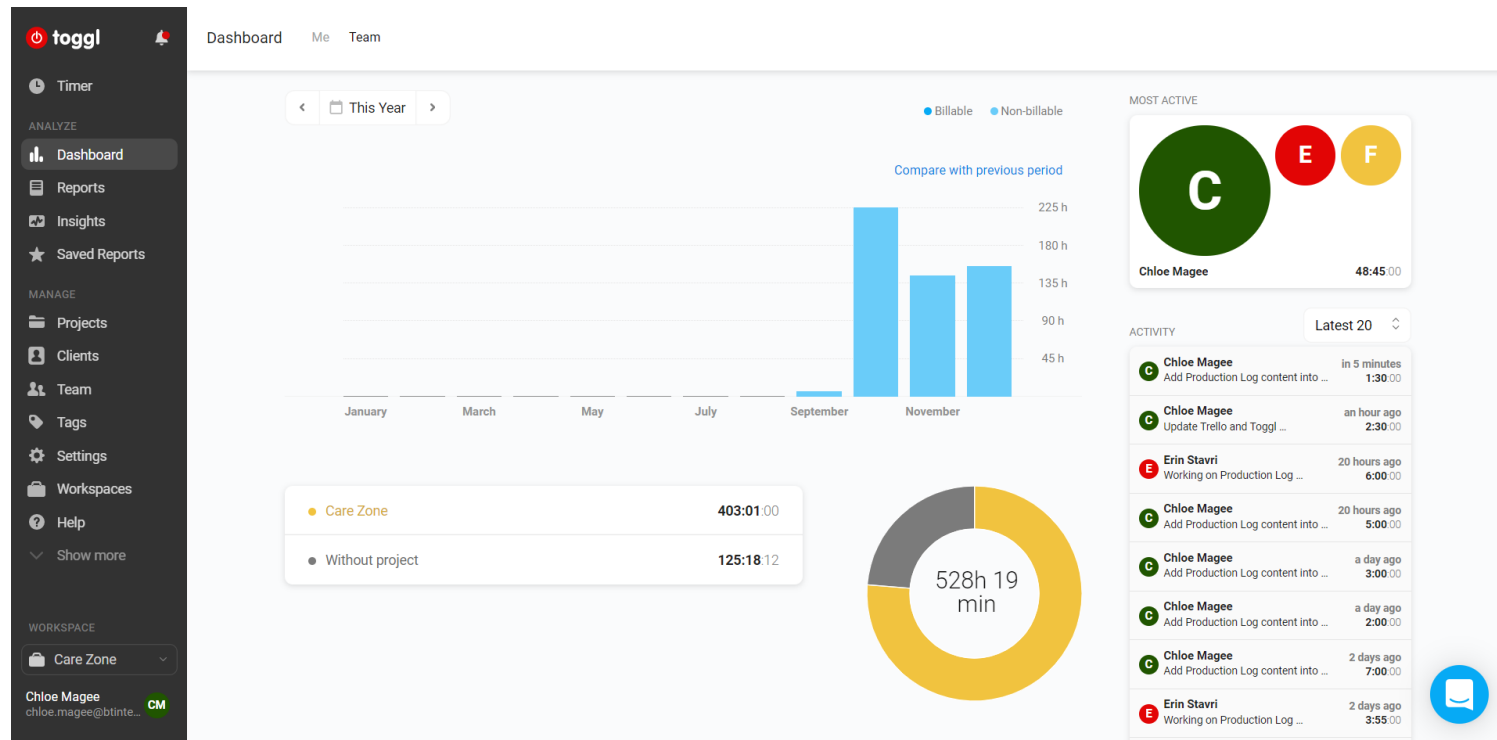 toggl
Timer
ANALYZE
Dashboard
Reports
Insights
Saved Reports
MANAGE
Projects
Clients
Team
Tags
Settings
Workspaces
Help
Show more
WORKSPACE
Care Zone
Chloe Magee
chloe.magee@btinte...
CM
Dashboard Me Team
This Year
Billable Non-billable
Compare with previous period
225 h
180 h
135 h
90 h
45 h
January March May July September November
Care Zone 403:01:00
Without project 125:18:12
528h 19
min
MOST ACTIVE
C E F
Chloe Magee 48:45:00
ACTIVITY Latest 20
C
Chloe Magee in 5 minutes
Add Production Log content into ... 1:30:00
C
Chloe Magee an hour ago
Update Trello and Toggl ... 2:30:00
E
Erin Stavri 20 hours ago
Working on Production Log ... 6:00:00
C
Chloe Magee 20 hours ago
Add Production Log content into ... 5:00:00
C
Chloe Magee a day ago
Add Production Log content into ... 3:00:00
C
Chloe Magee a day ago
Add Production Log content into ... 2:00:00
C
Chloe Magee 2 days ago
Add Production Log content into ... 7:00:00
E
Erin Stavri 2 days ago
Working on Production Log ... 3:55:00